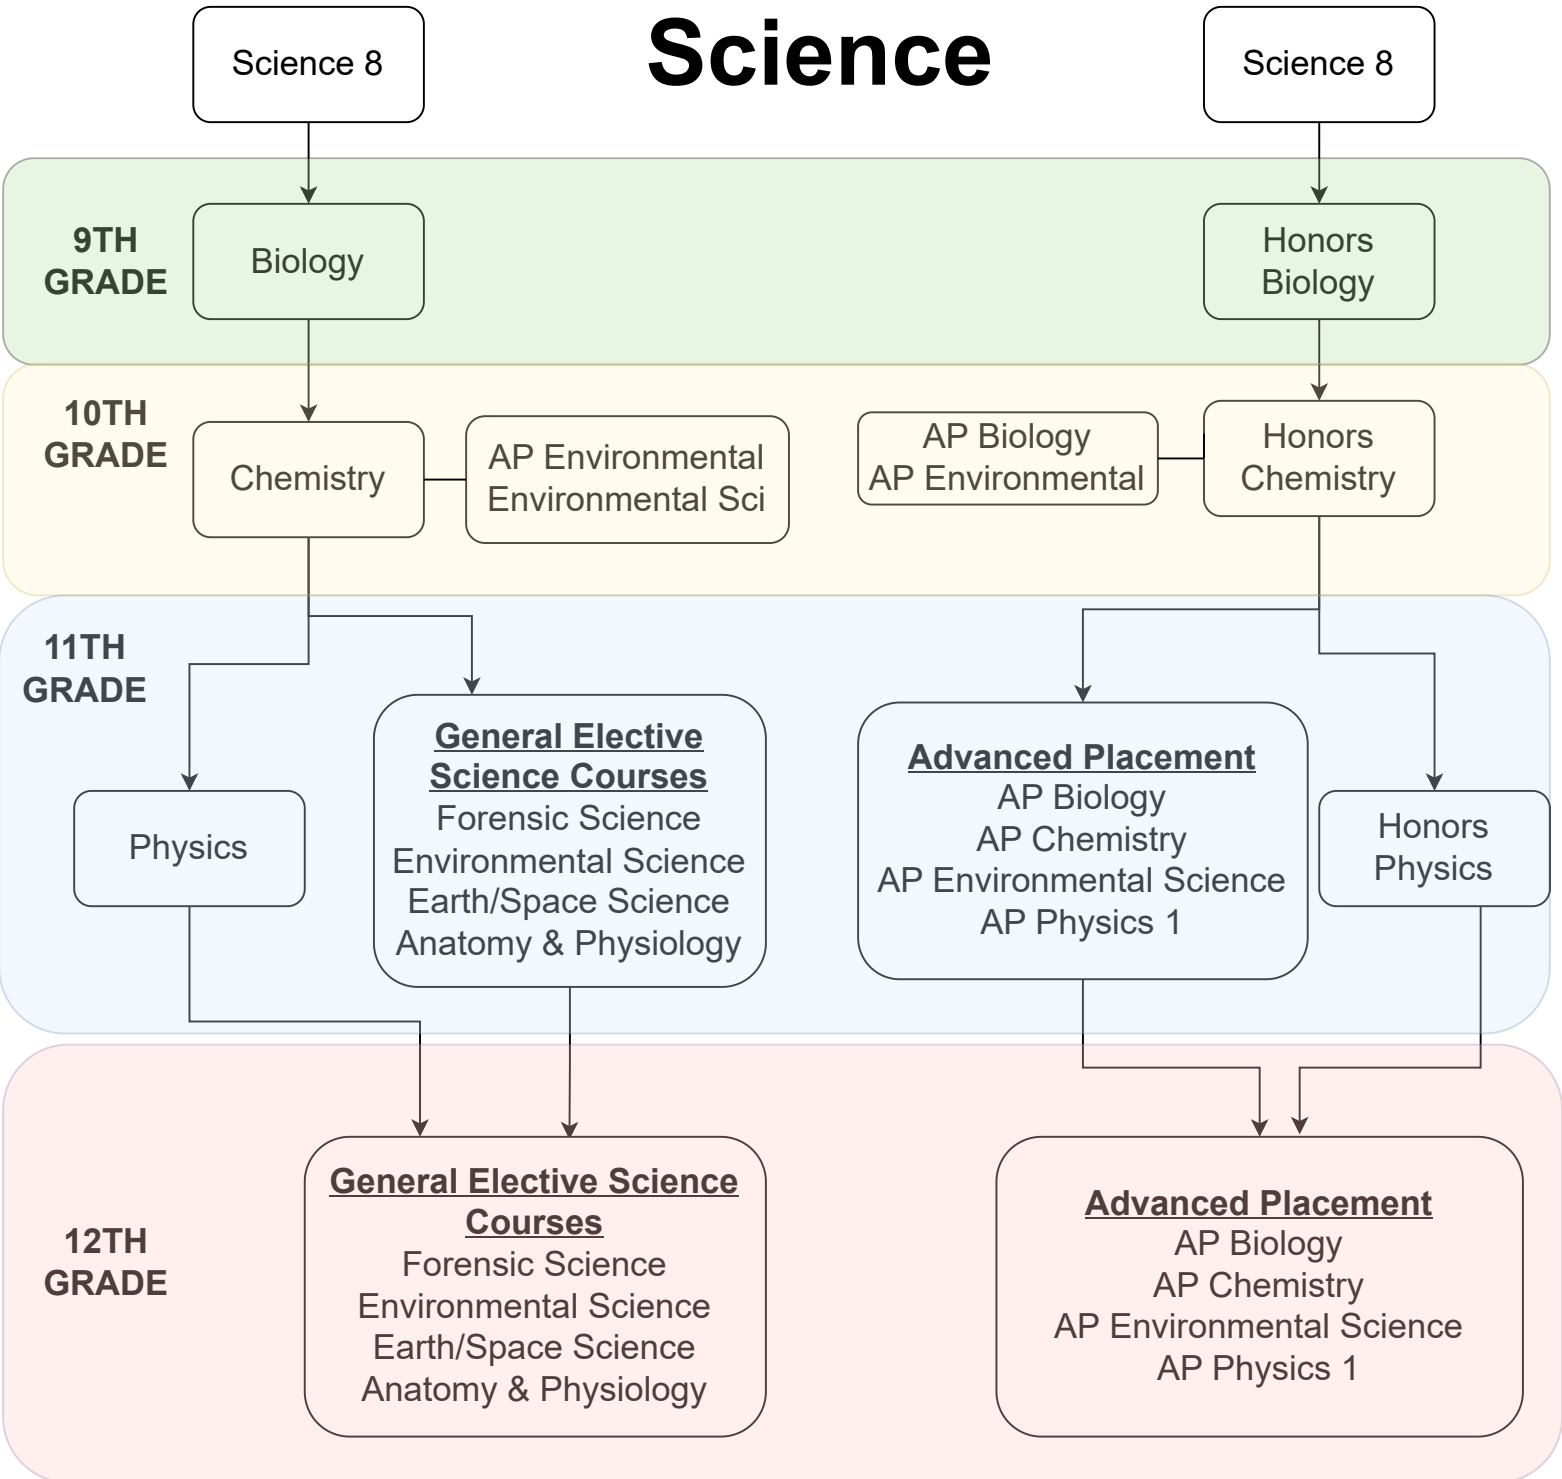 Science
Science 8
Science 8
9TH
GRADE
Biology
Honors
Biology
10TH
GRADE
Chemistry
AP Environmental
Environmental Sci
AP Biology
AP Environmental
Honors
Chemistry
11TH
GRADE
Physics
General Elective
Science Courses
Forensic Science
Environmental Science
Earth/Space Science
Anatomy & Physiology
Advanced Placement
AP Biology
AP Chemistry
AP Environmental Science
AP Physics 1
Honors
Physics
12TH
GRADE
General Elective Science
Courses
Forensic Science
Environmental Science
Earth/Space Science
Anatomy & Physiology
Advanced Placement
AP Biology
AP Chemistry
AP Environmental Science
AP Physics 1